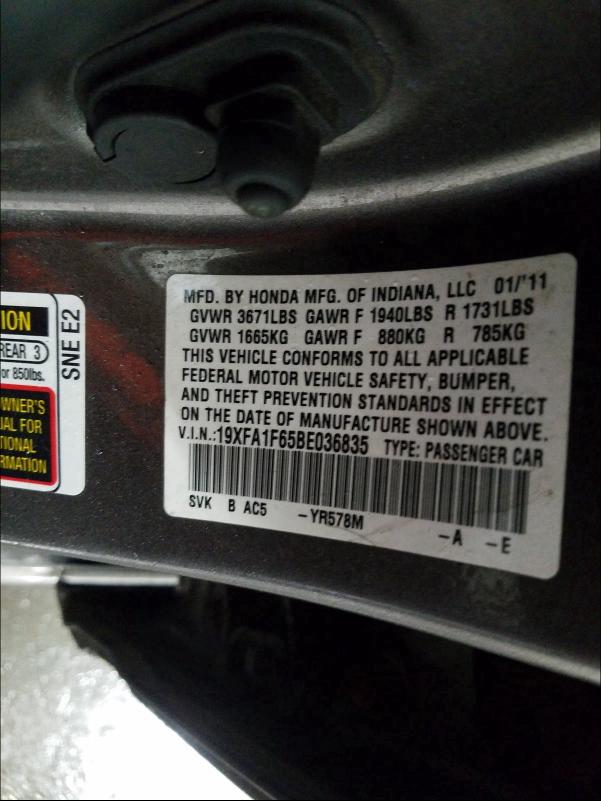 MFD. BY HONDA MFG. OF INDIANA, LLC 01/'11
GVWR 3671LBS GAWR F 1940LBS R 1731LBS
GVWR 1665KG GAWR F 880KG R 785KG
THIS VEHICLE CONFORMS TO ALL APPLICABLE
FEDERAL MOTOR VEHICLE SAFETY, BUMPER,
AND THEFT PREVENTION STANDARDS IN EFFECT
ON THE DATE OF MANUFACTURE SHOWN ABOVE.
V.I.N.:19XFA1F65BE036835 TYPE: PASSENGER CAR
SVK B AC5 -YR578M -A -E
ION
REAR 3
or 850lbs.
WNER'S
UAL FOR
TIONAL
RMATION
SNE E2